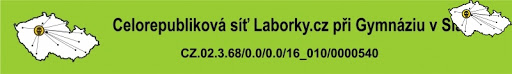 Celorepubliková síť Laborky.cz při Gymnáziu v
CZ.02.3.68/0.0/0.0/16_010/0000540